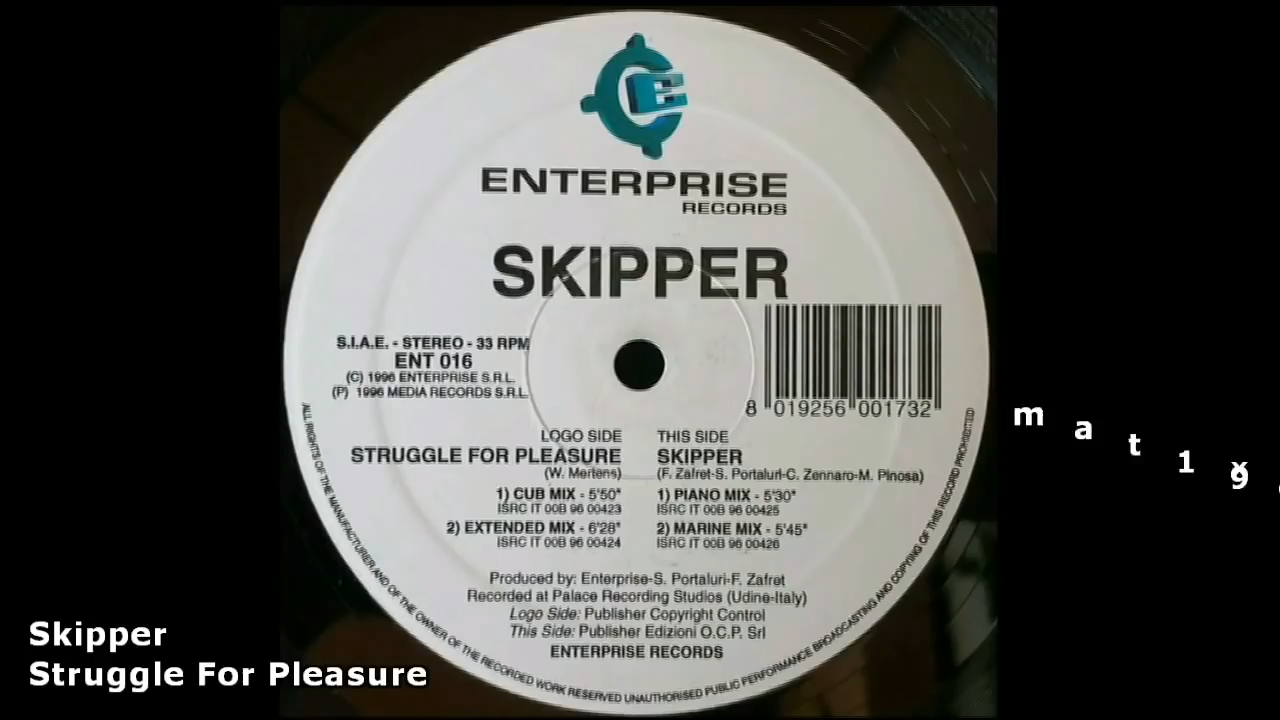 CE
ENTERPRISE
RECORDS
SKIPPER
S.I.A.E. - STEREO - 33 RPM
ENT 016
(C) 1996 ENTERPRISE S.R.L.
(P) 1996 MEDIA RECORDS S.R.L.
8 019256 001732
LOGO SIDE
STRUGGLE FOR PLEASURE
(W. Mertens)
1) CUB MIX - 5'50"
ISRC IT 00B 96 00423
2) EXTENDED MIX - 6'28"
ISRC IT 00B 96 00424
THIS SIDE
SKIPPER
(F. Zafret-S. Portaluri-C. Zennaro-M. Pinosa)
1) PIANO MIX - 5'30"
ISRC IT 00B 96 00425
2) MARINE MIX - 5'45"
ISRC IT 00B 96 00426
Produced by: Enterprise-S. Portaluri-F. Zafret
Recorded at Palace Recording Studios (Udine-Italy)
Logo Side: Publisher Copyright Control
This Side: Publisher Edizioni O.C.P. Srl
ENTERPRISE RECORDS
ALL RIGHTS OF THE MANUFACTURER AND OF THE OWNER OF THE RECORDED WORK RESERVED UNAUTHORISED PUBLIC PERFORMANCE BROADCASTING AND COPYING OF THIS RECORD PROHIBITED
mat1
Skipper
Struggle For Pleasure